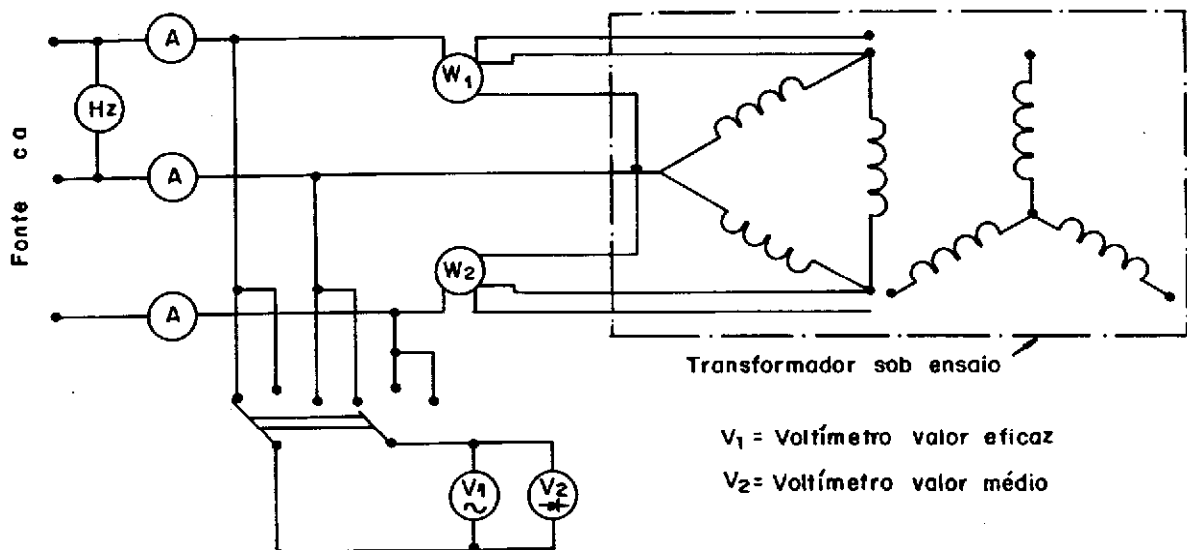 A
W₁
Hz
Fonte ca
A
W₂
A
Transformador sob ensaio
V₁ = Voltímetro valor eficaz
V₁
~
V₂
V₂ = Voltímetro valor médio